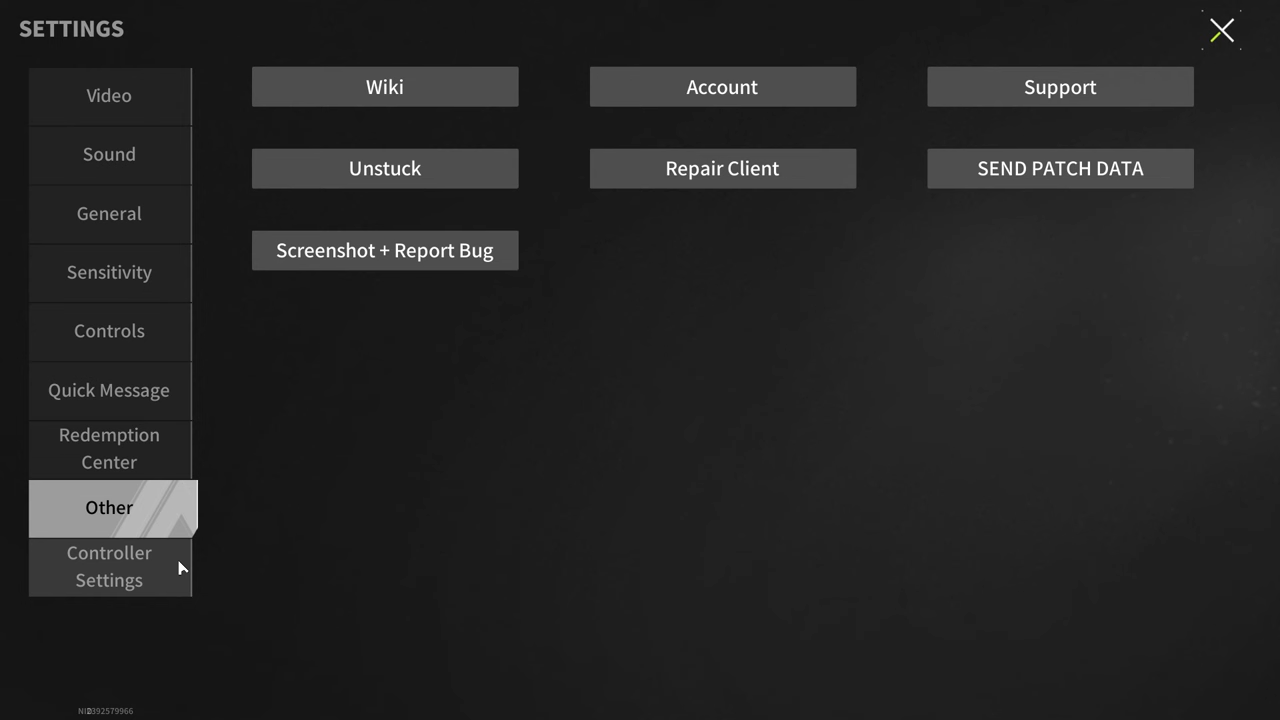 SETTINGS
Video
Sound
General
Sensitivity
Controls
Quick Message
Redemption
Center
Other
Controller
Settings
Wiki
Account
Support
Unstuck
Repair Client
SEND PATCH DATA
Screenshot + Report Bug